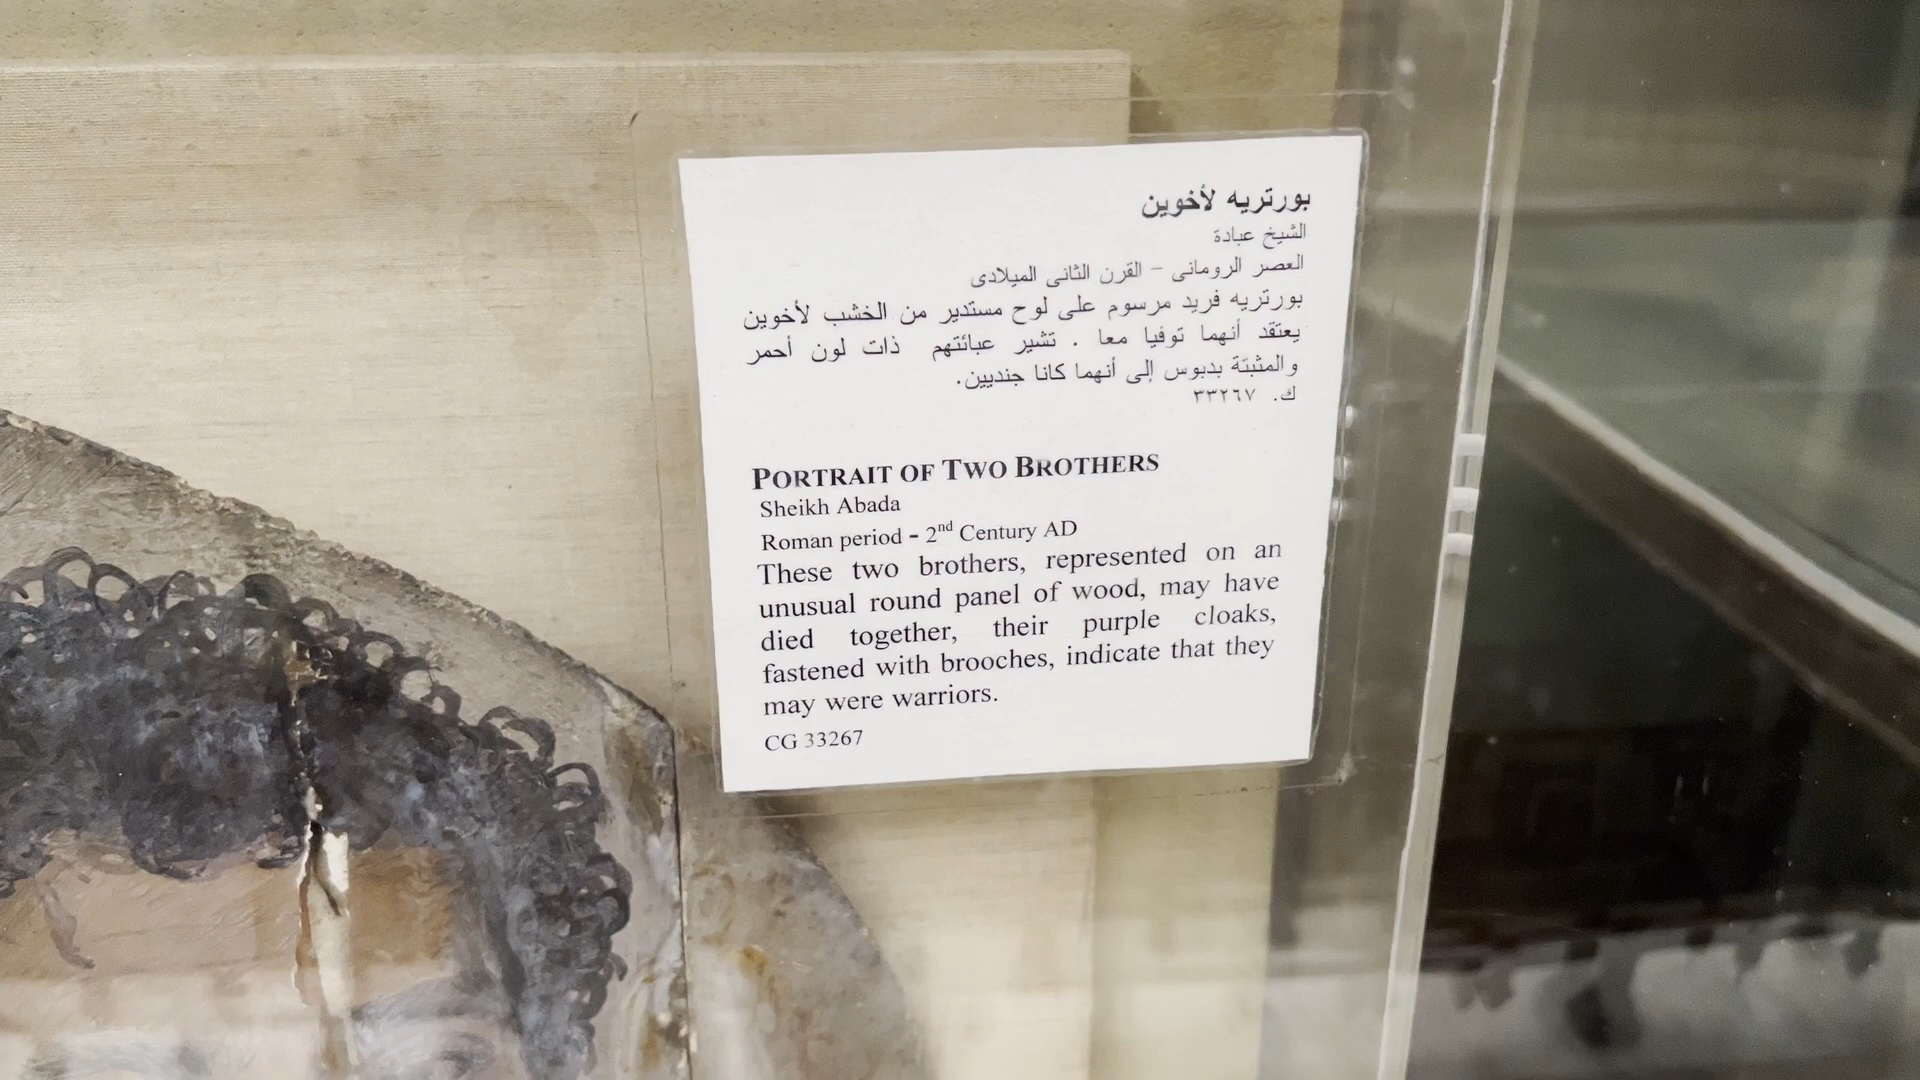 بورتريه لأخوين
الشيخ عبادة
العصر الرومانى – القرن الثانى الميلادى
بورتريه فريد مرسوم على لوح مستدير من الخشب لأخوين
يعتقد أنهما توفيا معا . تشير عبائتهم ذات لون أحمر
والمثبتة بدبوس إلى أنهما كانا جنديين.
ك. ٣٣٢٦٧
PORTRAIT OF TWO BROTHERS
Sheikh Abada
Roman period - 2nd Century AD
These two brothers, represented on an
unusual round panel of wood, may have
died together, their purple cloaks,
fastened with brooches, indicate that they
may were warriors.
CG 33267